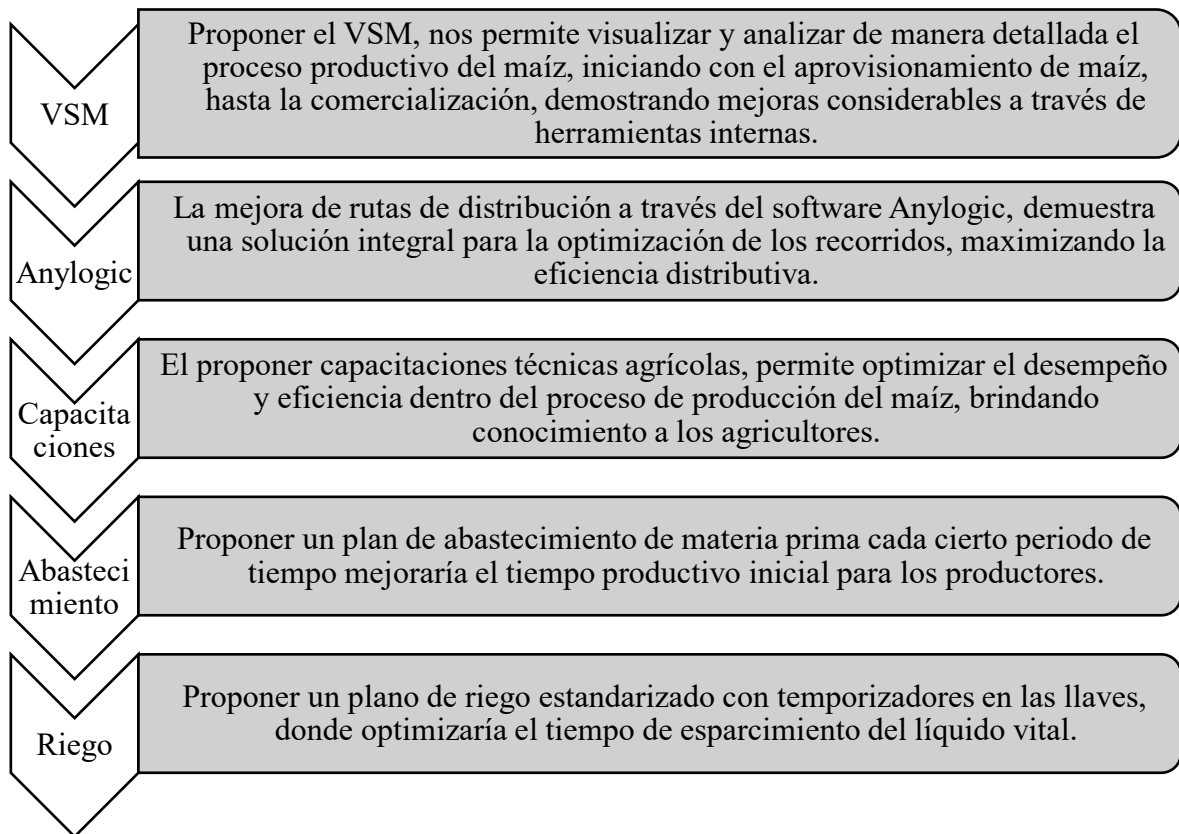 VSM
Proponer el VSM, nos permite visualizar y analizar de manera detallada el
proceso productivo del maíz, iniciando con el aprovisionamiento de maíz,
hasta la comercialización, demostrando mejoras considerables a través de
herramientas internas.
Anylogic
La mejora de rutas de distribución a través del software Anylogic, demuestra
una solución integral para la optimización de los recorridos, maximizando la
eficiencia distributiva.
Capacita
ciones
El proponer capacitaciones técnicas agrícolas, permite optimizar el desempeño
y eficiencia dentro del proceso de producción del maíz, brindando
conocimiento a los agricultores.
Abasteci
miento
Proponer un plan de abastecimiento de materia prima cada cierto periodo de
tiempo mejoraría el tiempo productivo inicial para los productores.
Riego
Proponer un plano de riego estandarizado con temporizadores en las llaves,
donde optimizaría el tiempo de esparcimiento del líquido vital.